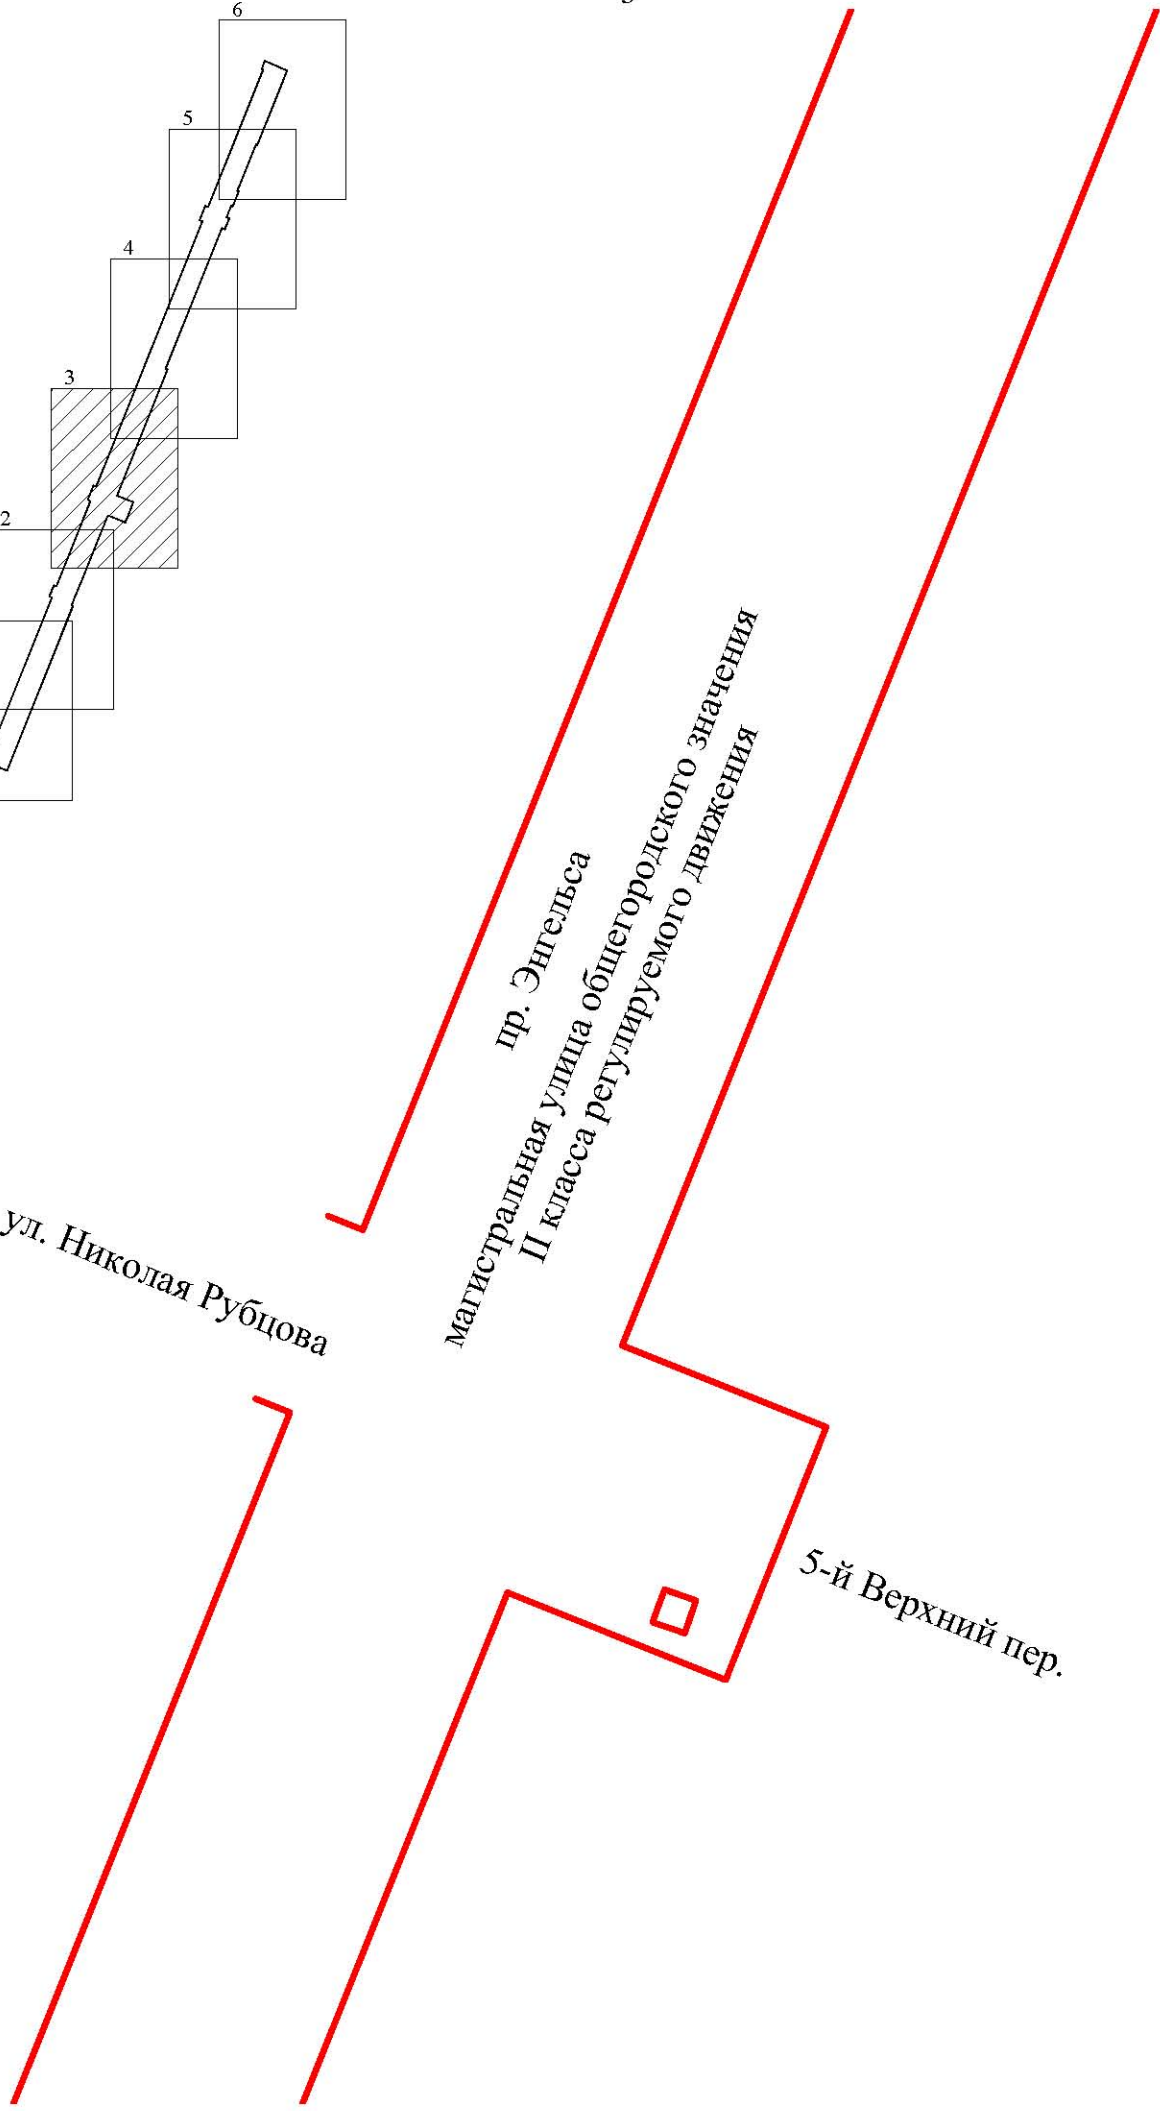 6
5
4
3
2
пр. Энгельса
магистральная улица общегородского значения
II класса регулируемого движения
ул. Николая Рубцова
5-й Верхний пер.